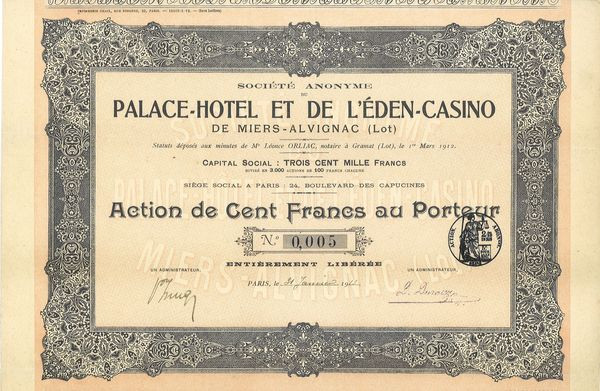 SOCIÉTÉ ANONYME
DU
PALACE-HOTEL ET DE L'ÉDEN-CASINO
DE MIERS-ALVIGNAC (Lot)
Statuts déposés aux minutes de Me Léonce ORLIAC, notaire à Gramat (Lot), le 1er Mars 1912.
CAPITAL SOCIAL : TROIS CENT MILLE FRANCS
DIVISÉ EN 3.000 ACTIONS DE 100 FRANCS CHACUNE
SIÈGE SOCIAL A PARIS : 24, BOULEVARD DES CAPUCINES
Action de Cent Francs au Porteur
No 0,005
ENTIÈREMENT LIBÉRÉE
UN ADMINISTRATEUR,
UN ADMINISTRATEUR,
PARIS, le